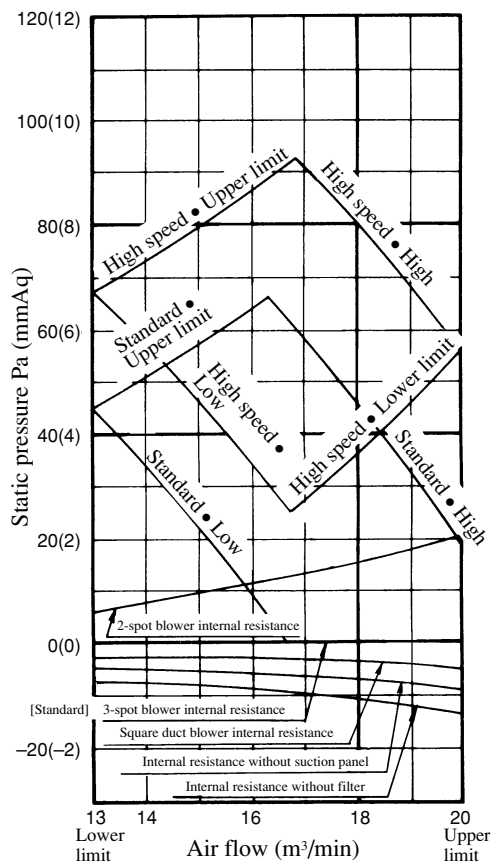 120(12)
100(10)
80(8)
60(6)
40(4)
20(2)
0(0)
–20(–2)
Static pressure Pa (mmAq)
High speed ● Upper limit
High speed ● High
Standard ●
Upper limit
High speed ●
Low
High speed ● Lower limit
Standard ● Low
Standard ● High
2-spot blower internal resistance
[Standard] 3-spot blower internal resistance
Square duct blower internal resistance
Internal resistance without suction panel
Internal resistance without filter
13 14 16 18 20
Lower
limit
Air flow (m³/min)
Upper
limit